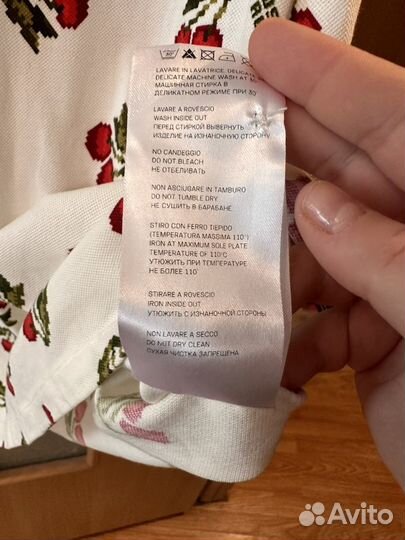 LAVARE IN LAVATRICE, DELICATE
DELICATE MACHINE WASH AT 30°
МАШИННАЯ СТИРКА В
ДЕЛИКАТНОМ РЕЖИМЕ ПРИ 30°
LAVARE A ROVESCIO
WASH INSIDE OUT
ПЕРЕД СТИРКОЙ ВЫВЕРНУТЬ
ИЗДЕЛИЕ НА ИЗНАНОЧНУЮ СТОРОНУ
NO CANDEGGIO
DO NOT BLEACH
НЕ ОТБЕЛИВАТЬ
NON ASCIUGARE IN TAMBURO
DO NOT TUMBLE DRY
НЕ СУШИТЬ В БАРАБАНЕ
STIRO CON FERRO TIEPIDO
(TEMPERATURA MASSIMA 110°)
IRON AT MAXIMUM SOLE PLATE
TEMPERATURE OF 110°C
УТЮЖИТЬ ПРИ ТЕМПЕРАТУРЕ
НЕ БОЛЕЕ 110°
STIRARE A ROVESCIO
IRON INSIDE OUT
УТЮЖИТЬ С ИЗНАНОЧНОЙ СТОРОНЫ
NON LAVARE A SECCO
DO NOT DRY CLEAN
СУХАЯ ЧИСТКА ЗАПРЕЩЕНА
Avito